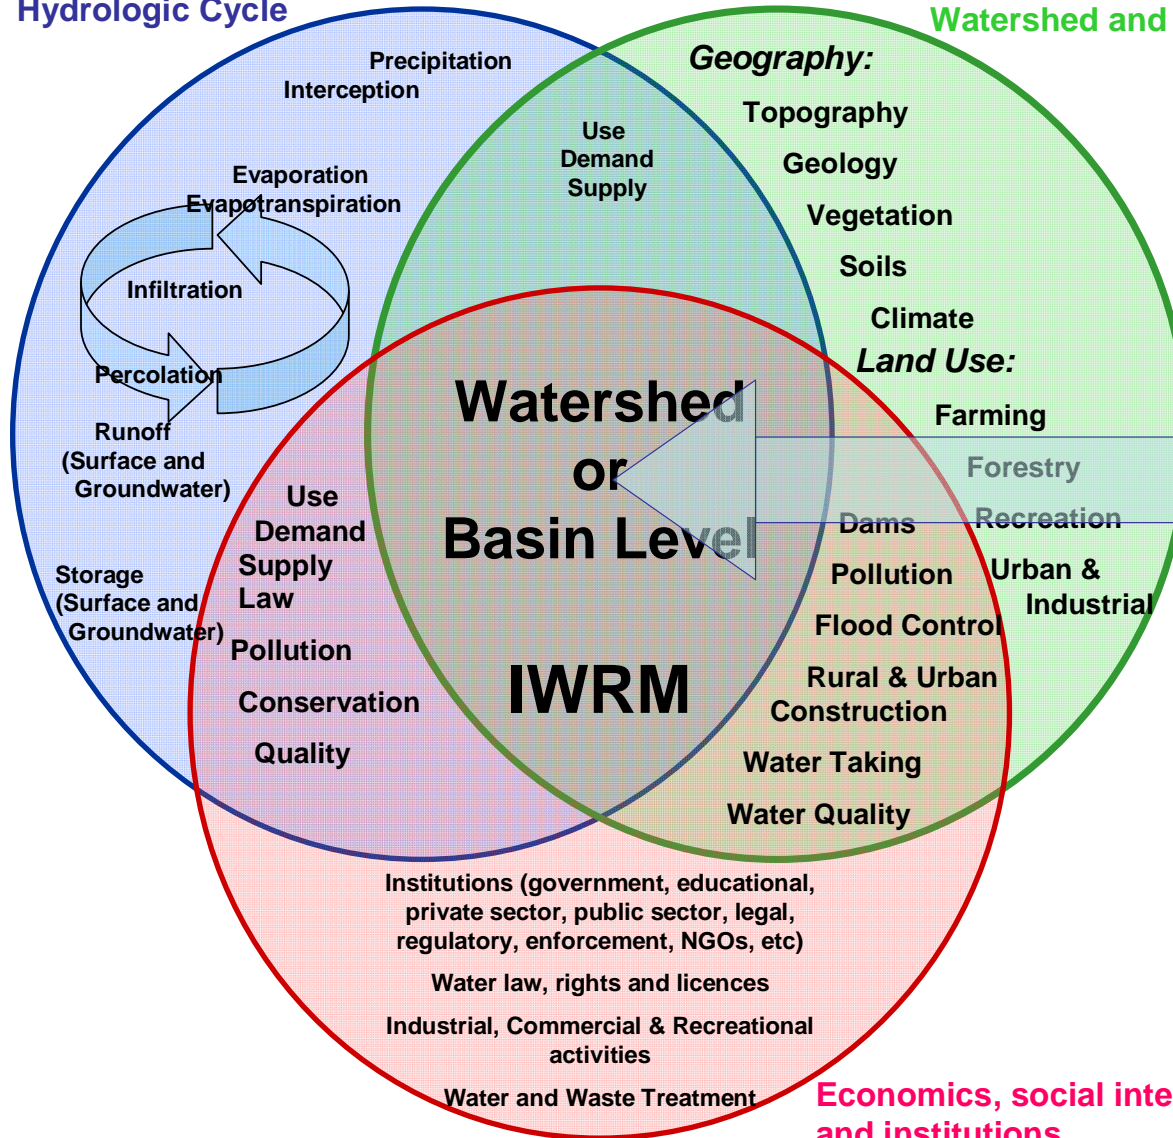 Hydrologic Cycle
Watershed and
Precipitation
Interception
Evaporation
Evapotranspiration
Infiltration
Percolation
Runoff
(Surface and
Groundwater)
Storage
(Surface and
Groundwater)
Use
Demand
Supply
Geography:
Topography
Geology
Vegetation
Soils
Climate
Land Use:
Farming
Forestry
Recreation
Urban &
Industrial
Watershed
or
Basin Level
IWRM
Use
Demand
Supply
Law
Pollution
Conservation
Quality
Dams
Pollution
Flood Control
Rural & Urban
Construction
Water Taking
Water Quality
Institutions (government, educational,
private sector, public sector, legal,
regulatory, enforcement, NGOs, etc)
Water law, rights and licences
Industrial, Commercial & Recreational
activities
Water and Waste Treatment
Economics, social inte
and institutions